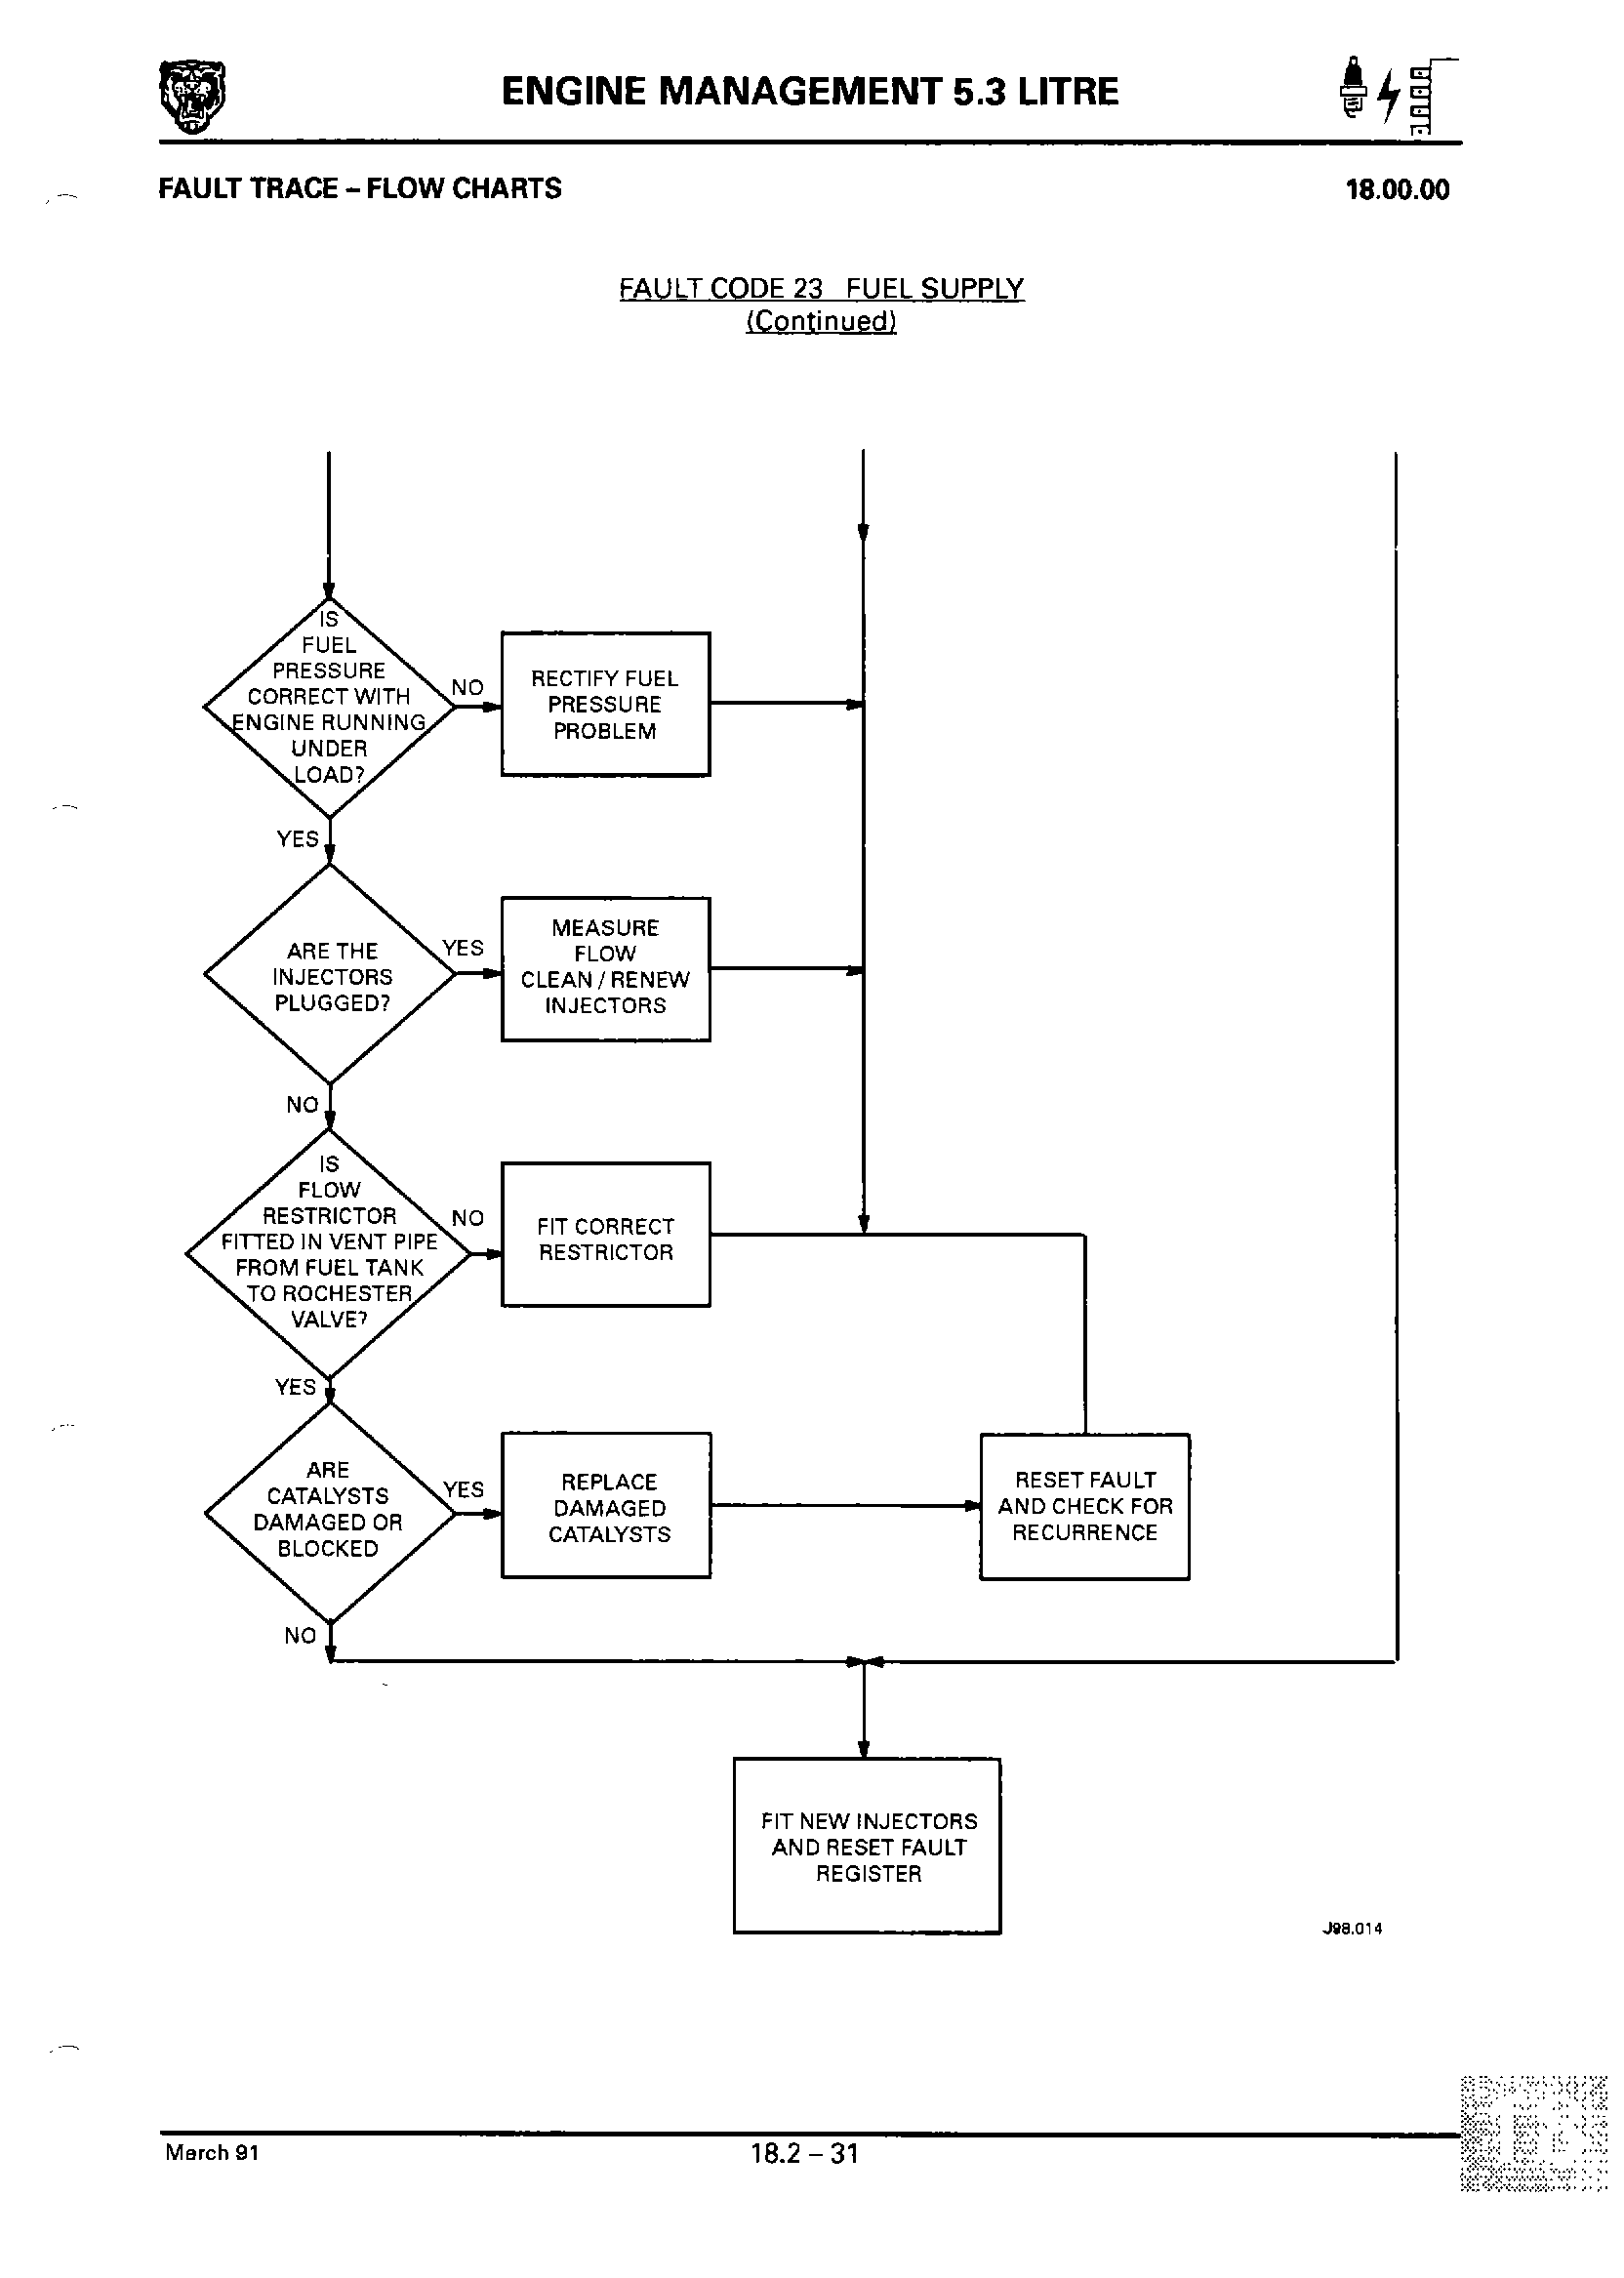 ENGINE MANAGEMENT 5.3 LITRE
FAULT TRACE – FLOW CHARTS
18.00.00
FAULT CODE 23 FUEL SUPPLY
(Continued)
IS
FUEL
PRESSURE
CORRECT WITH
ENGINE RUNNING
UNDER
LOAD?
NO
RECTIFY FUEL
PRESSURE
PROBLEM
YES
ARE THE
INJECTORS
PLUGGED?
YES
MEASURE
FLOW
CLEAN / RENEW
INJECTORS
NO
IS
FLOW
RESTRICTOR
FITTED IN VENT PIPE
FROM FUEL TANK
TO ROCHESTER
VALVE?
NO
FIT CORRECT
RESTRICTOR
YES
ARE
CATALYSTS
DAMAGED OR
BLOCKED
YES
REPLACE
DAMAGED
CATALYSTS
RESET FAULT
AND CHECK FOR
RECURRENCE
NO
FIT NEW INJECTORS
AND RESET FAULT
REGISTER
J98.014
March 91
18.2 – 31